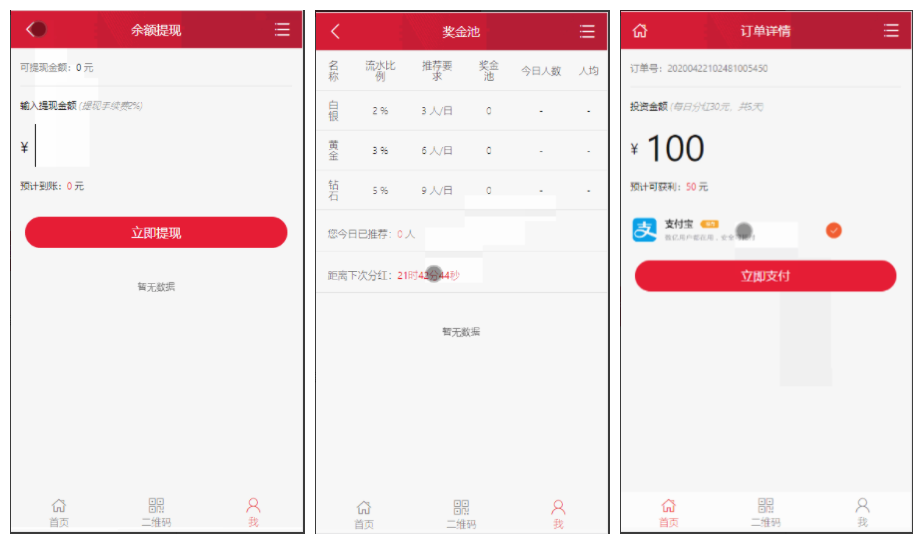 余额提现
可提现金额：0 元
输入提现金额 (提现手续费2%)
¥
预计到账：0 元
立即提现
暂无数据
首页 二维码 我
奖金池
名称 流水比例 推荐要求 奖金池 今日人数 人均
白银 2 % 3 人/日 0 - -
黄金 3 % 6 人/日 0 - -
钻石 5 % 9 人/日 0 - -
您今日已推荐：0 人
距离下次分红：21时42分44秒
暂无数据
首页 二维码 我
订单详情
订单号：20200422102481005450
投资金额 (每日分红30元、共5天)
¥ 100
预计可获利：50 元
支付宝
立即支付
首页 二维码 我